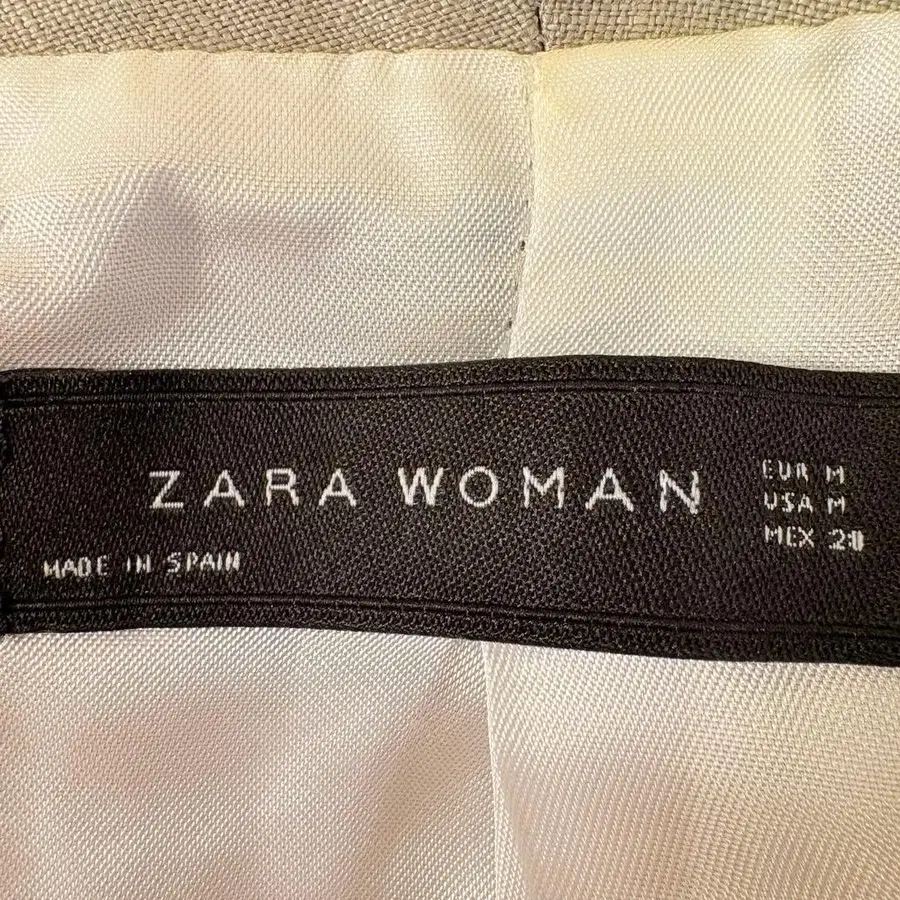 ZARA WOMAN
EUR M
USA M
MEX 28
MADE IN SPAIN